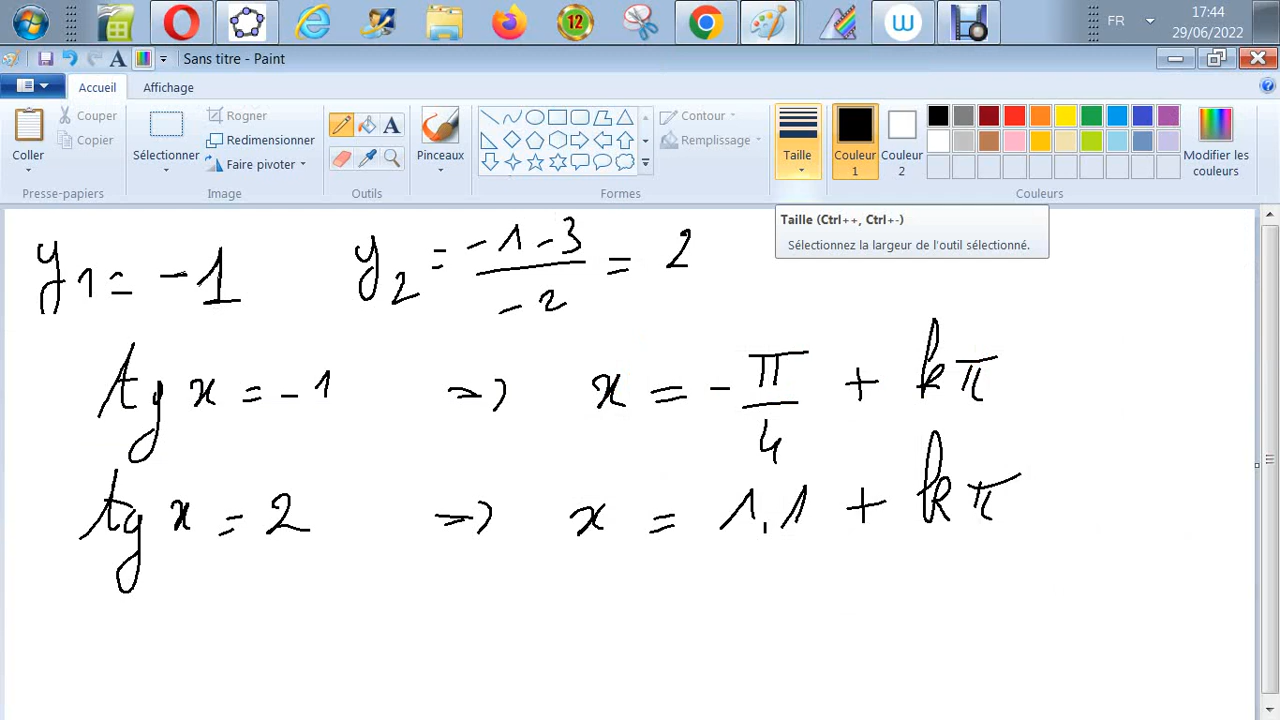 FR
17:44
29/06/2022
Sans titre - Paint
Accueil Affichage
Coller
Couper
Copier
Presse-papiers
Sélectionner
Rogner
Redimensionner
Faire pivoter
Image
Outils
Pinceaux
Contour
Remplissage
Formes
Taille
Couleur 1
Couleur 2
Modifier les couleurs
Couleurs
Taille (Ctrl++, Ctrl+-)
Sélectionnez la largeur de l'outil sélectionné.
12
W
y₁ = -1 y₂ = (-1-3)/(-2) = 2
tg x = -1 => x = -π/4 + kπ
tg x = 2 => x = 1,1 + kπ